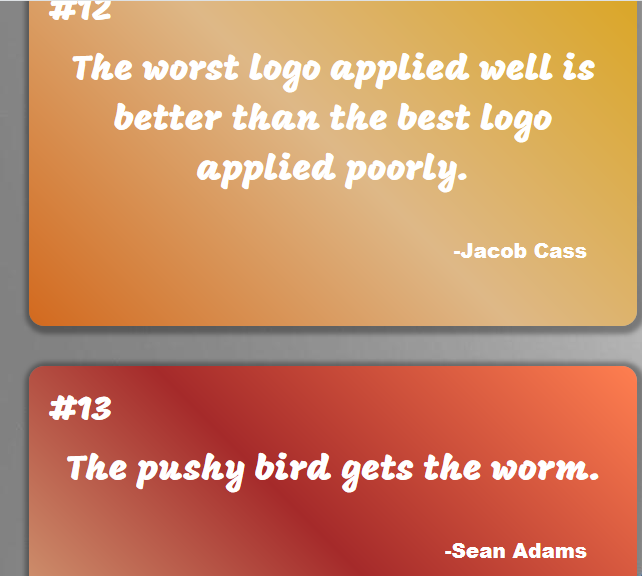 #12
The worst logo applied well is
better than the best logo
applied poorly.
-Jacob Cass
#13
The pushy bird gets the worm.
-Sean Adams